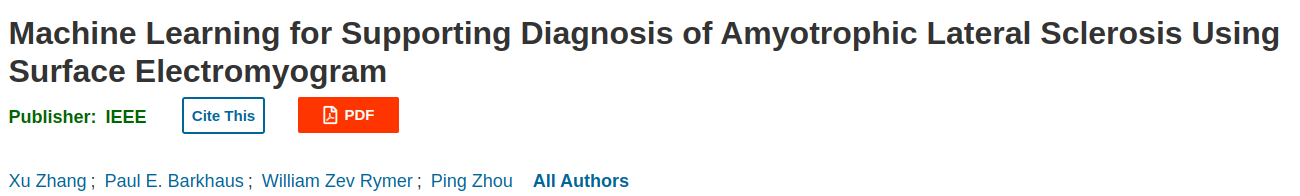 Machine Learning for Supporting Diagnosis of Amyotrophic Lateral Sclerosis Using
Surface Electromyogram
Publisher: IEEE Cite This PDF
Xu Zhang ; Paul E. Barkhaus ; William Zev Rymer ; Ping Zhou All Authors